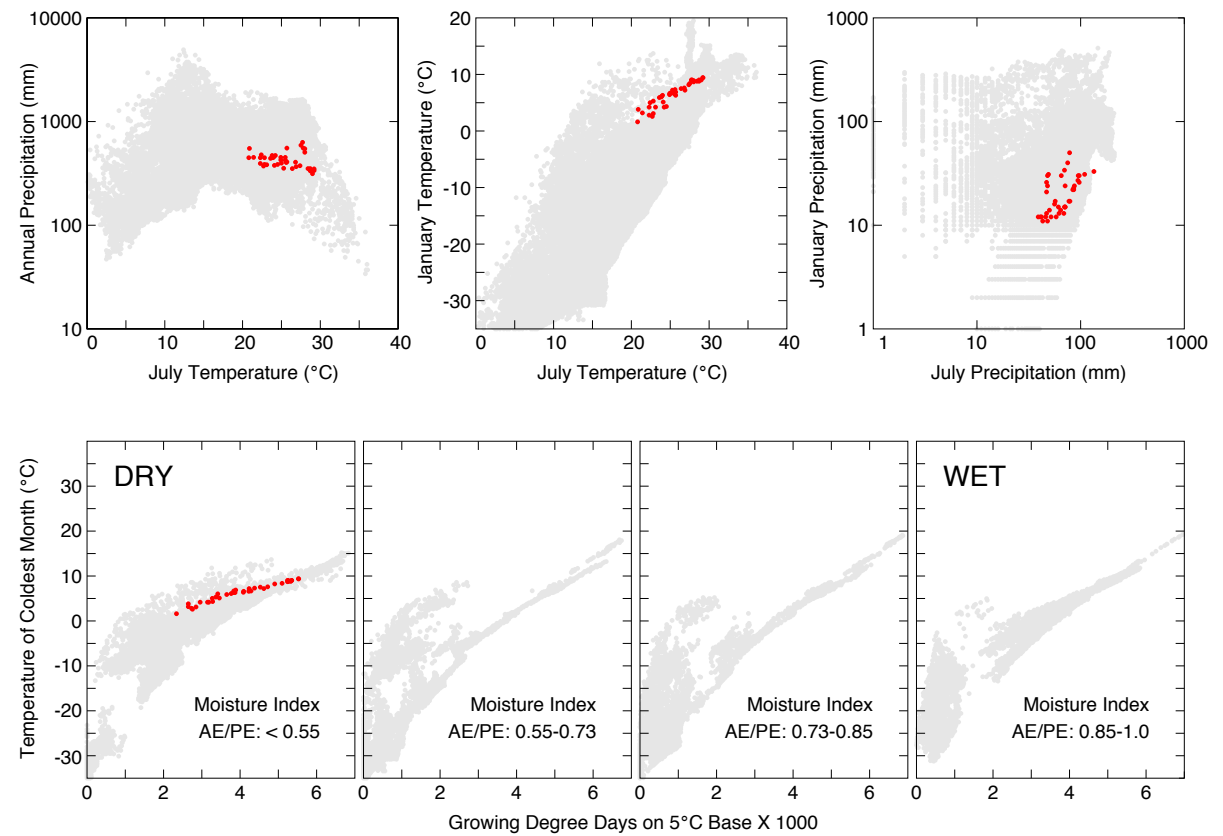 Annual Precipitation (mm)
10000
1000
100
10
0
10
20
30
40
July Temperature (°C)
January Temperature (°C)
20
10
0
-10
-20
-30
0
10
20
30
40
July Temperature (°C)
January Precipitation (mm)
1000
100
10
1
1
10
100
1000
July Precipitation (mm)
Temperature of Coldest Month (°C)
30
20
10
0
-10
-20
-30
DRY
Moisture Index
AE/PE: < 0.55
0
2
4
6
Moisture Index
AE/PE: 0.55-0.73
0
2
4
6
Moisture Index
AE/PE: 0.73-0.85
0
2
4
6
WET
Moisture Index
AE/PE: 0.85-1.0
0
2
4
6
Growing Degree Days on 5°C Base X 1000